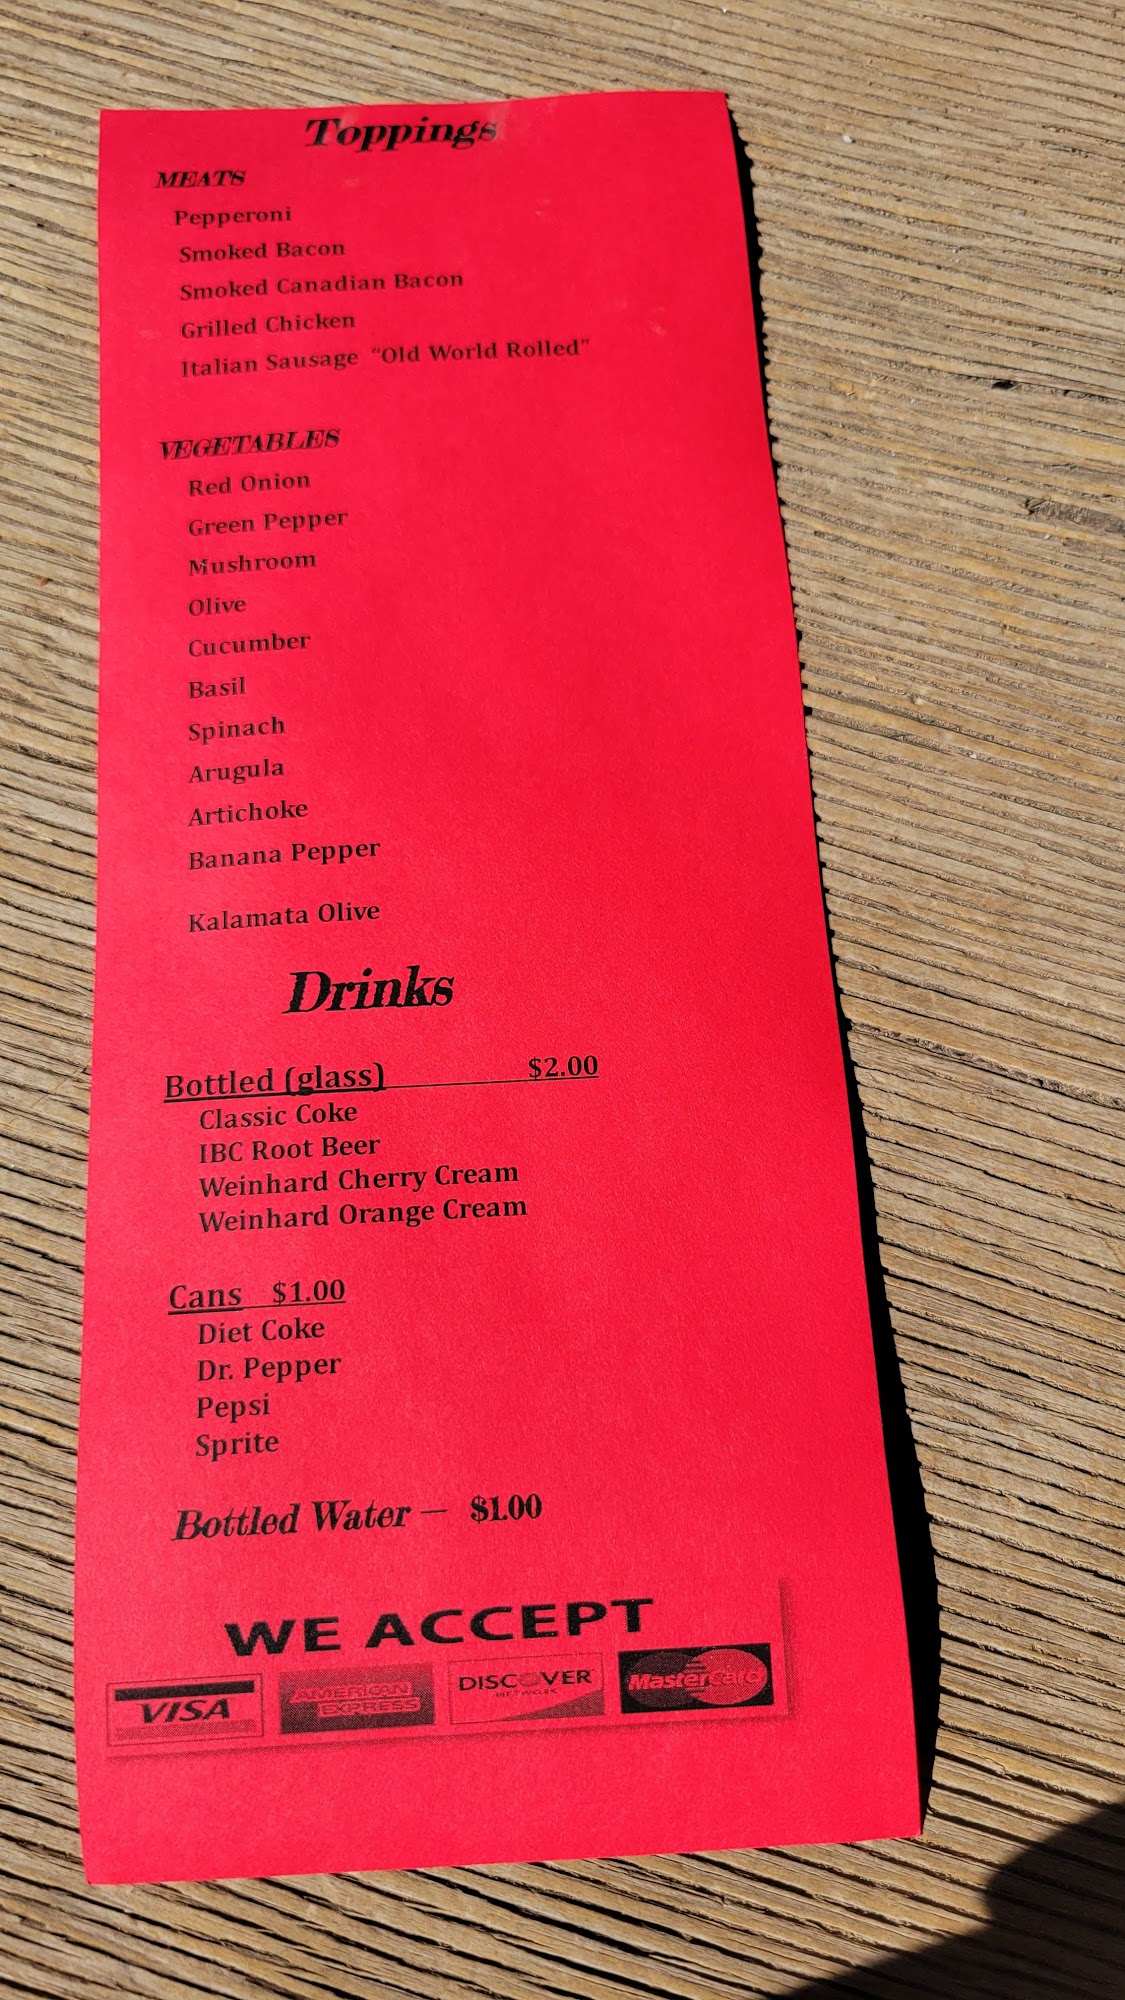 Toppings
MEATS
Pepperoni
Smoked Bacon
Smoked Canadian Bacon
Grilled Chicken
Italian Sausage "Old World Rolled"
VEGETABLES
Red Onion
Green Pepper
Mushroom
Olive
Cucumber
Basil
Spinach
Arugula
Artichoke
Banana Pepper
Kalamata Olive
Drinks
Bottled (glass) $2.00
Classic Coke
IBC Root Beer
Weinhard Cherry Cream
Weinhard Orange Cream
Cans $1.00
Diet Coke
Dr. Pepper
Pepsi
Sprite
Bottled Water — $1.00
WE ACCEPT
VISA
AMERICAN
EXPRESS
DISCOVER
NETWORK
MasterCard